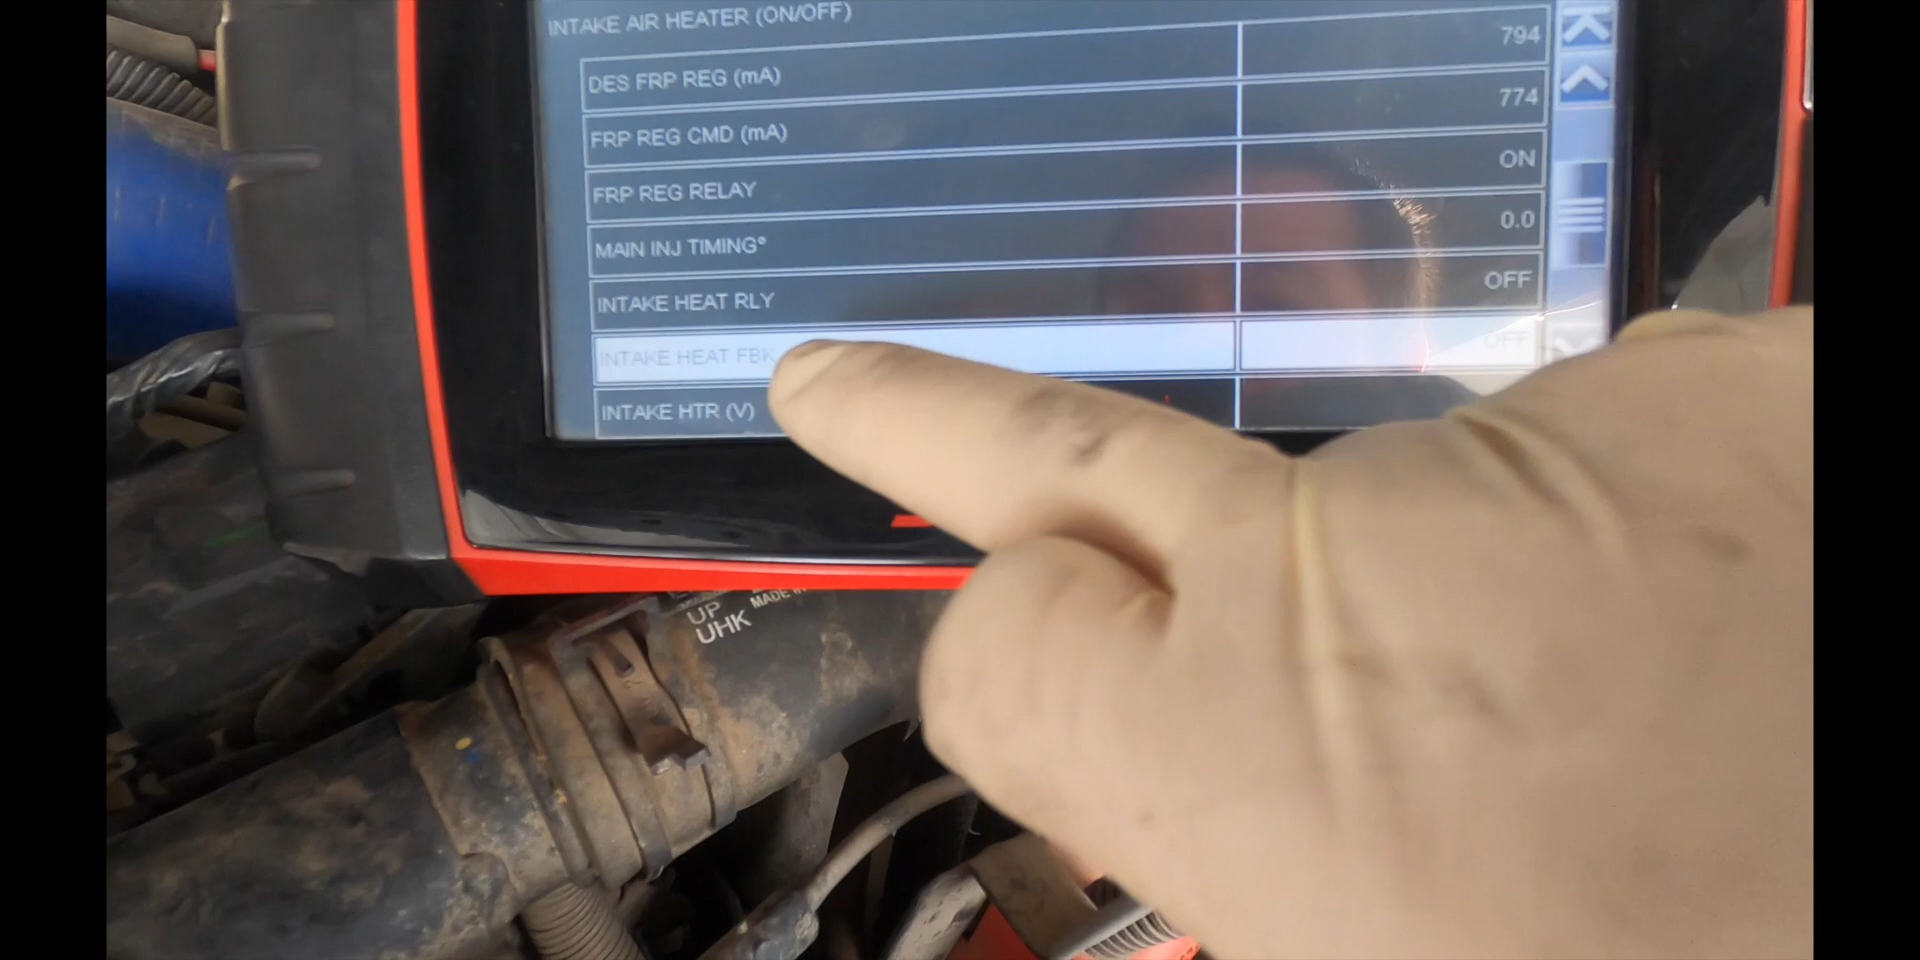 INTAKE AIR HEATER (ON/OFF)
DES FRP REG (mA) 794
FRP REG CMD (mA) 774
FRP REG RELAY ON
MAIN INJ TIMING° 0.0
INTAKE HEAT RLY OFF
INTAKE HEAT FBK OFF
INTAKE HTR (V)
UP
UHK
MADE IN